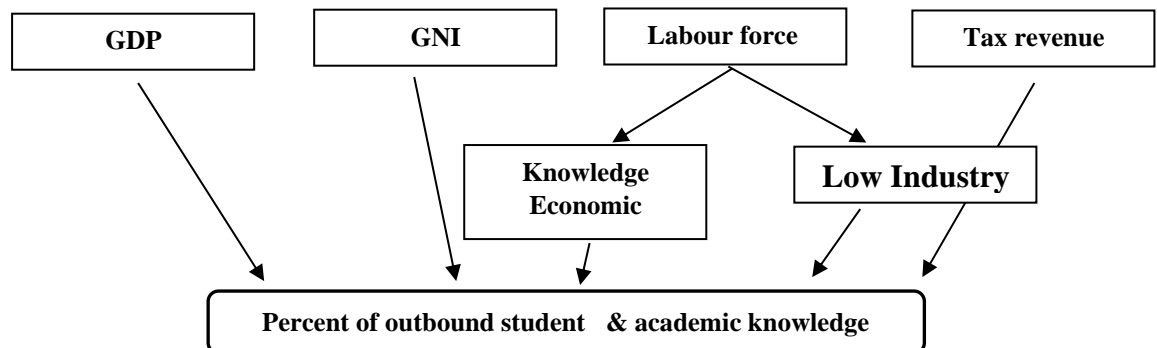 GDP
GNI
Labour force
Tax revenue
Knowledge
Economic
Low Industry
Percent of outbound student & academic knowledge